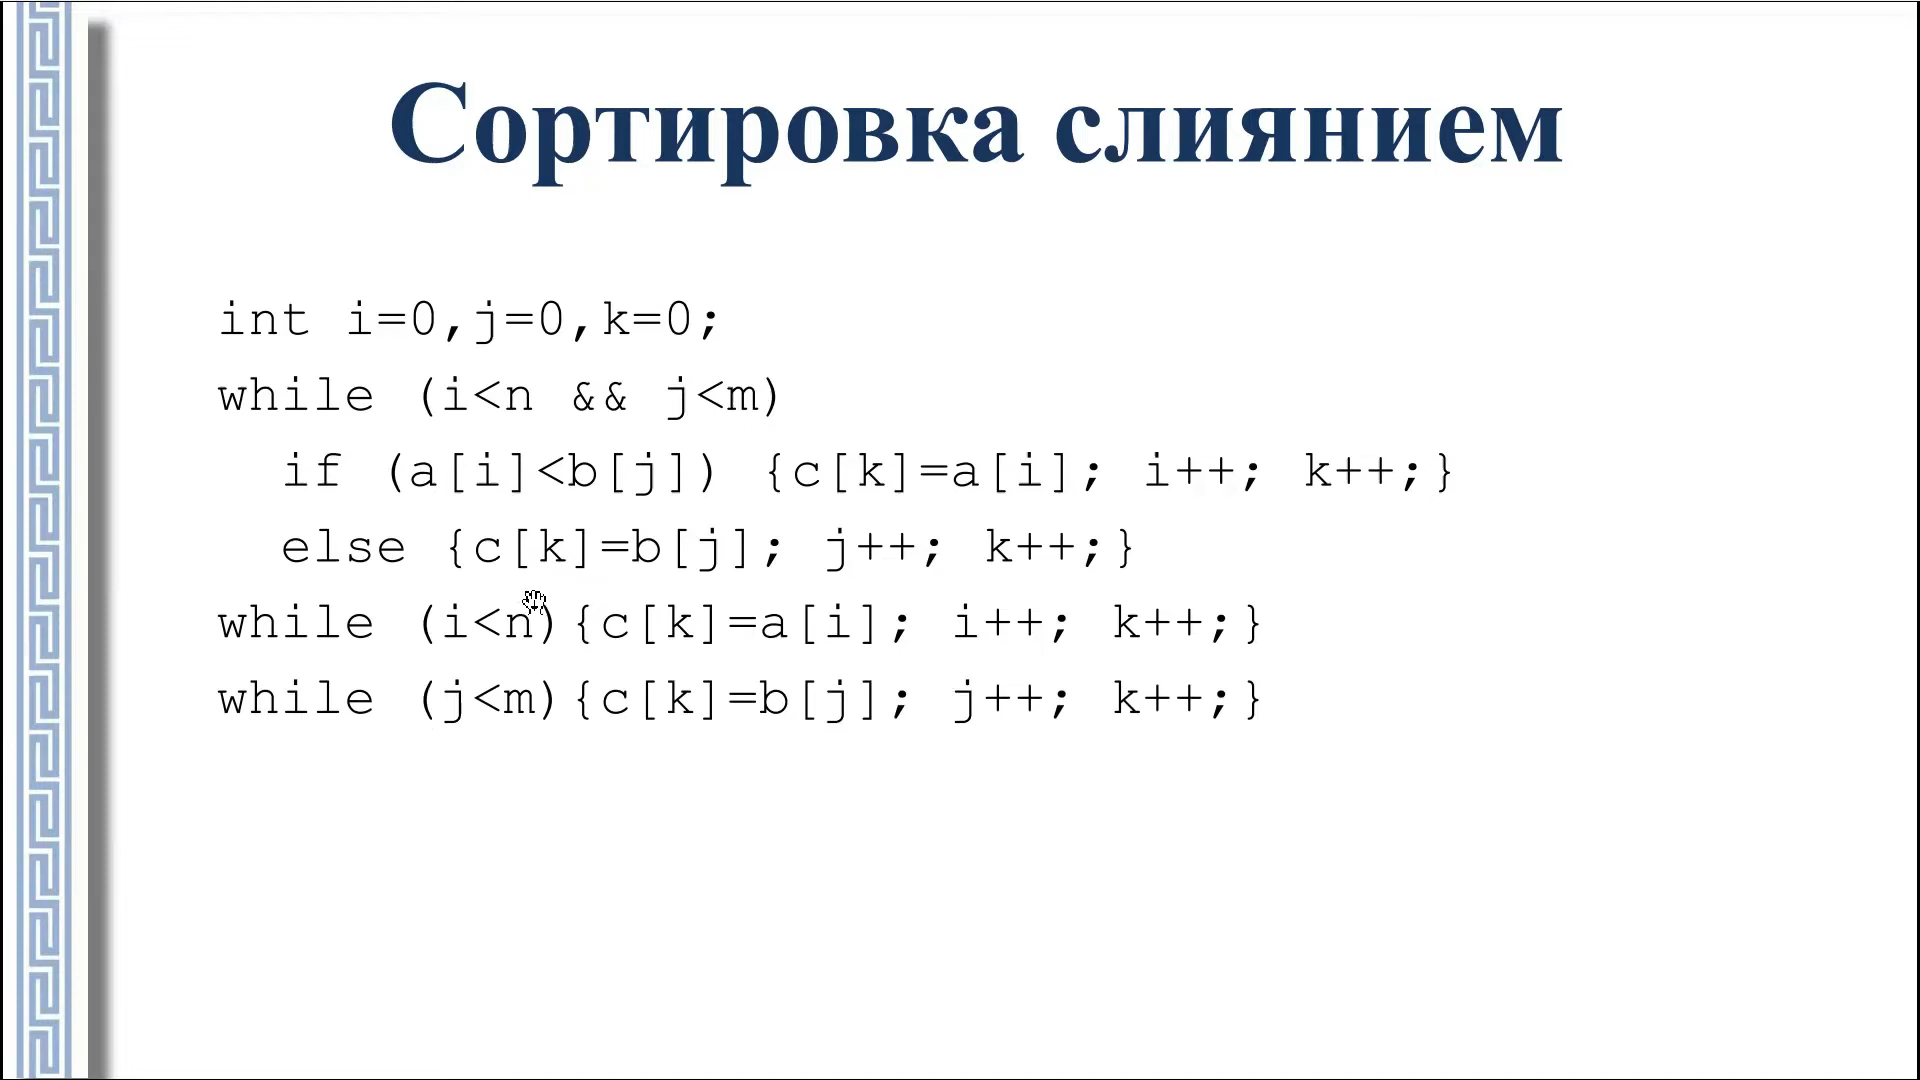 Сортировка слиянием
int i=0,j=0,k=0;
while (i<n && j<m)
if (a[i]<b[j]) {c[k]=a[i]; i++; k++;}
else {c[k]=b[j]; j++; k++;}
while (i<n){c[k]=a[i]; i++; k++;}
while (j<m){c[k]=b[j]; j++; k++;}